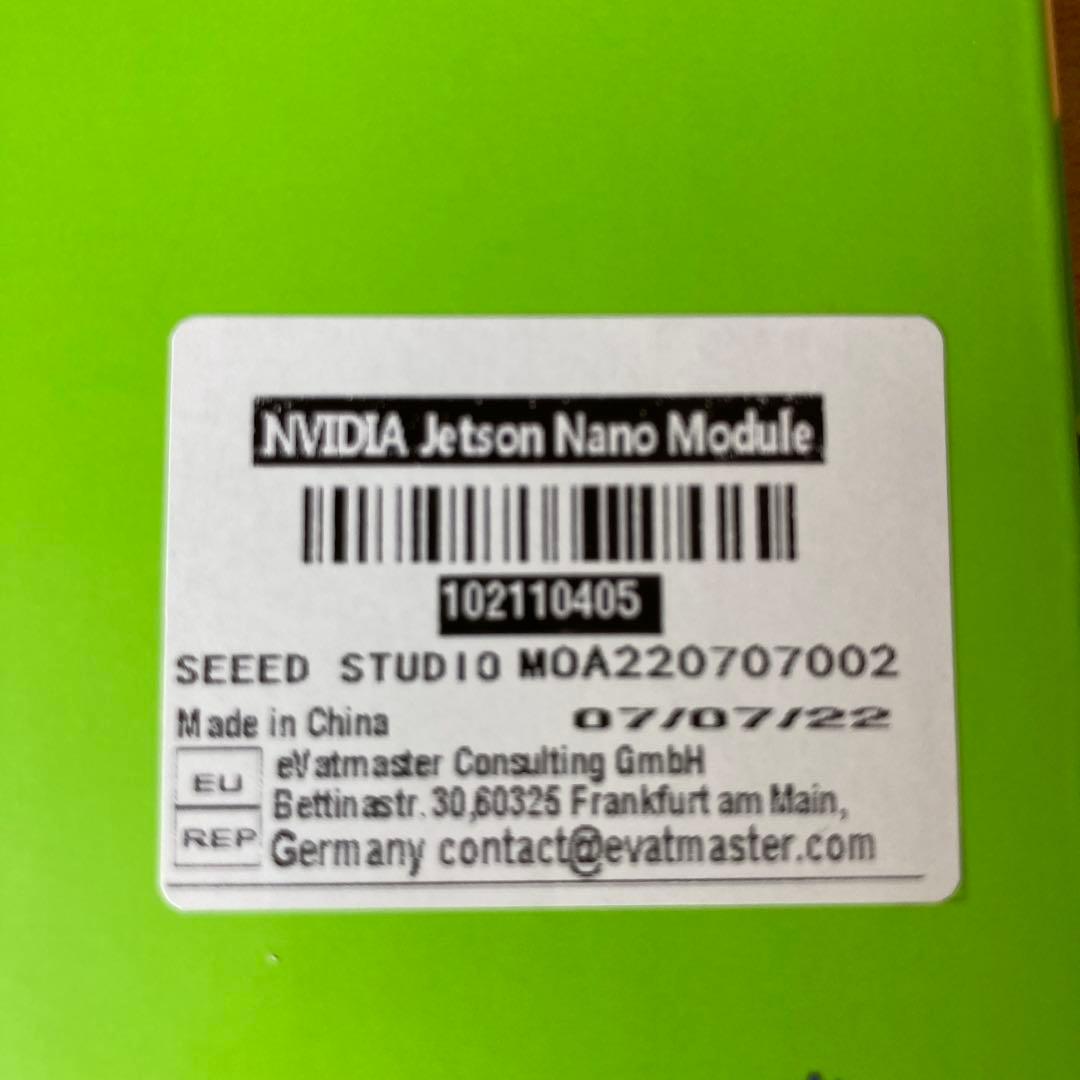 NVIDIA Jetson Nano Module
102110405
SEEED STUDIO MOA220707002
Made in China 07/07/22
EU REP
eVatmaster Consulting GmbH
Bettinastr. 30,60325 Frankfurt am Main,
Germany contact@evatmaster.com